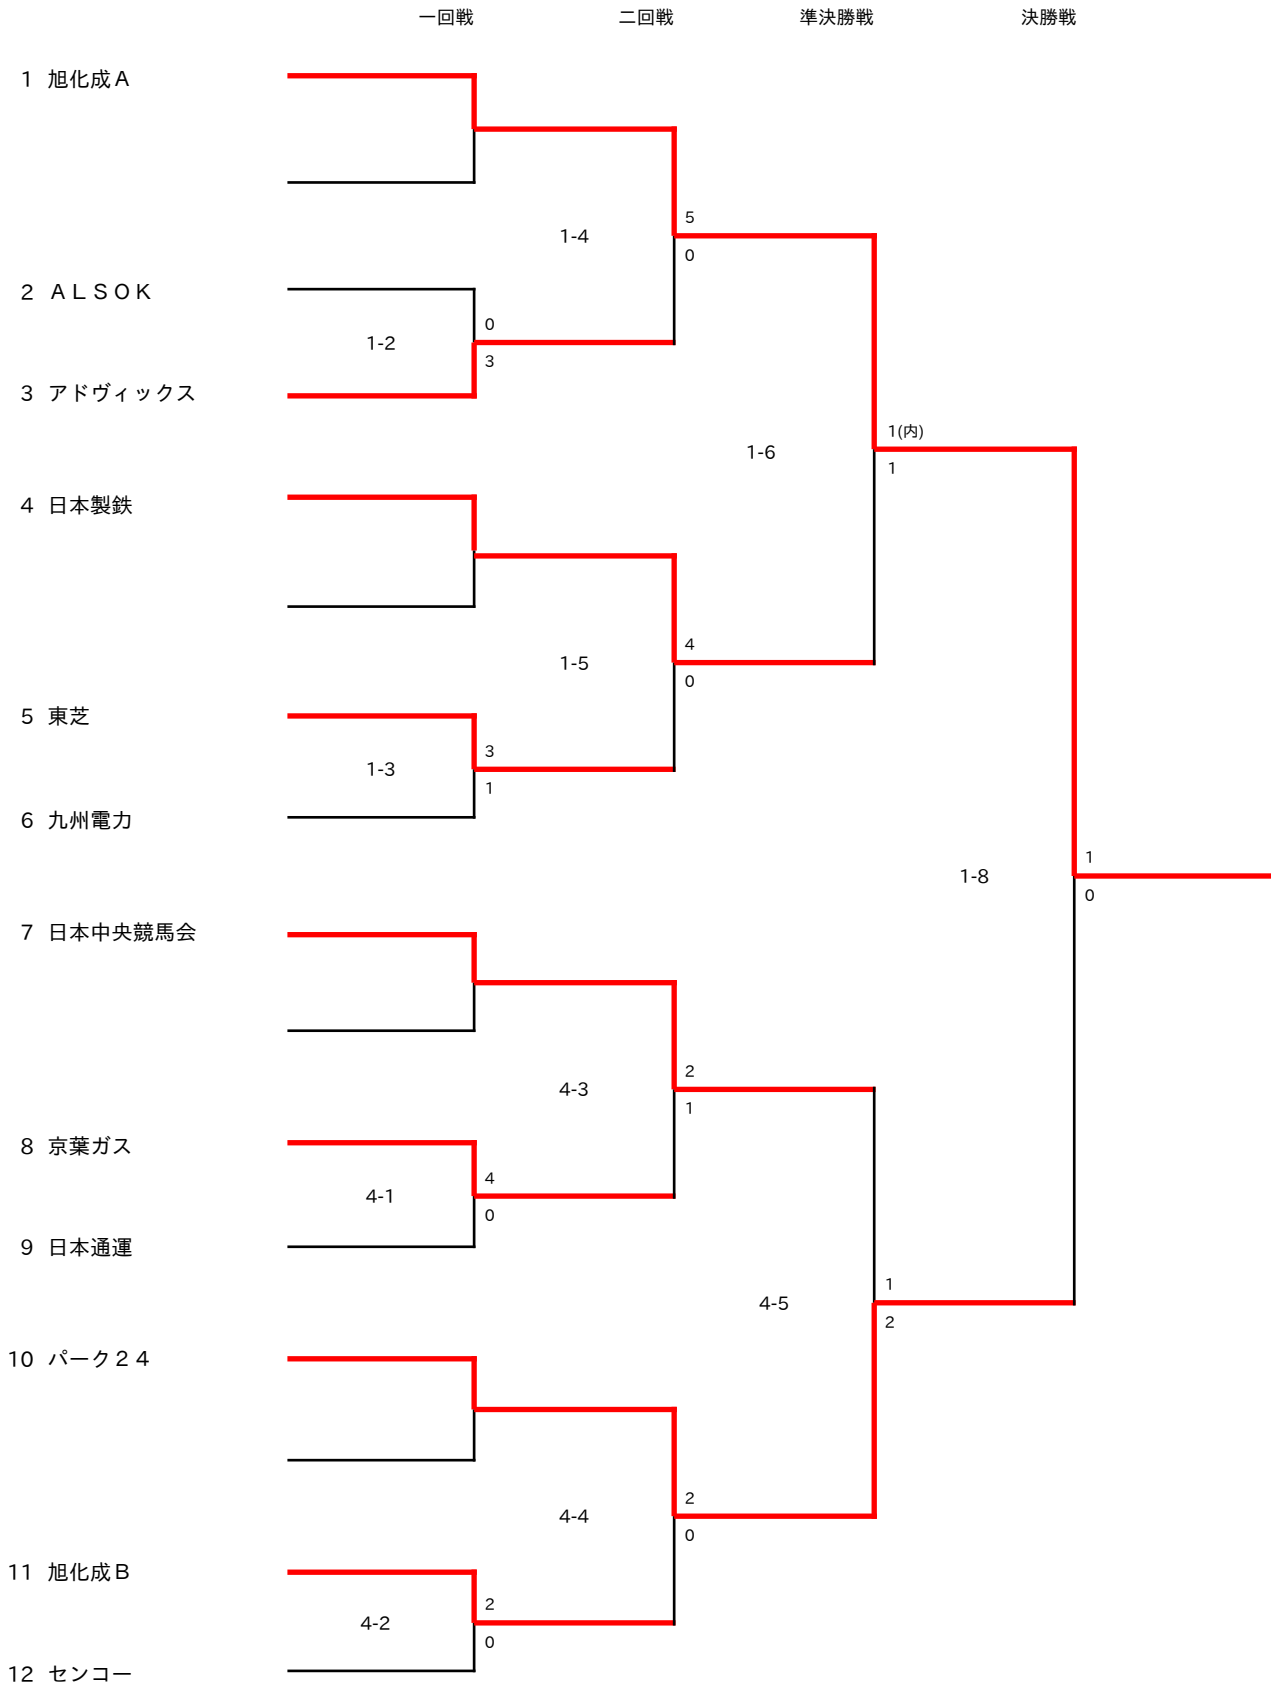 一回戦 二回戦 準決勝戦 決勝戦
1 旭化成Ａ
5
1-4
0
2 ＡＬＳＯＫ
0
1-2
3
3 アドヴィックス
1(内)
1-6
1
4 日本製鉄
4
1-5
0
5 東芝
3
1-3
1
6 九州電力
1
1-8
0
7 日本中央競馬会
2
4-3
1
8 京葉ガス
4
4-1
0
9 日本通運
1
4-5
2
10 パーク２４
2
4-4
0
11 旭化成Ｂ
2
4-2
0
12 センコー